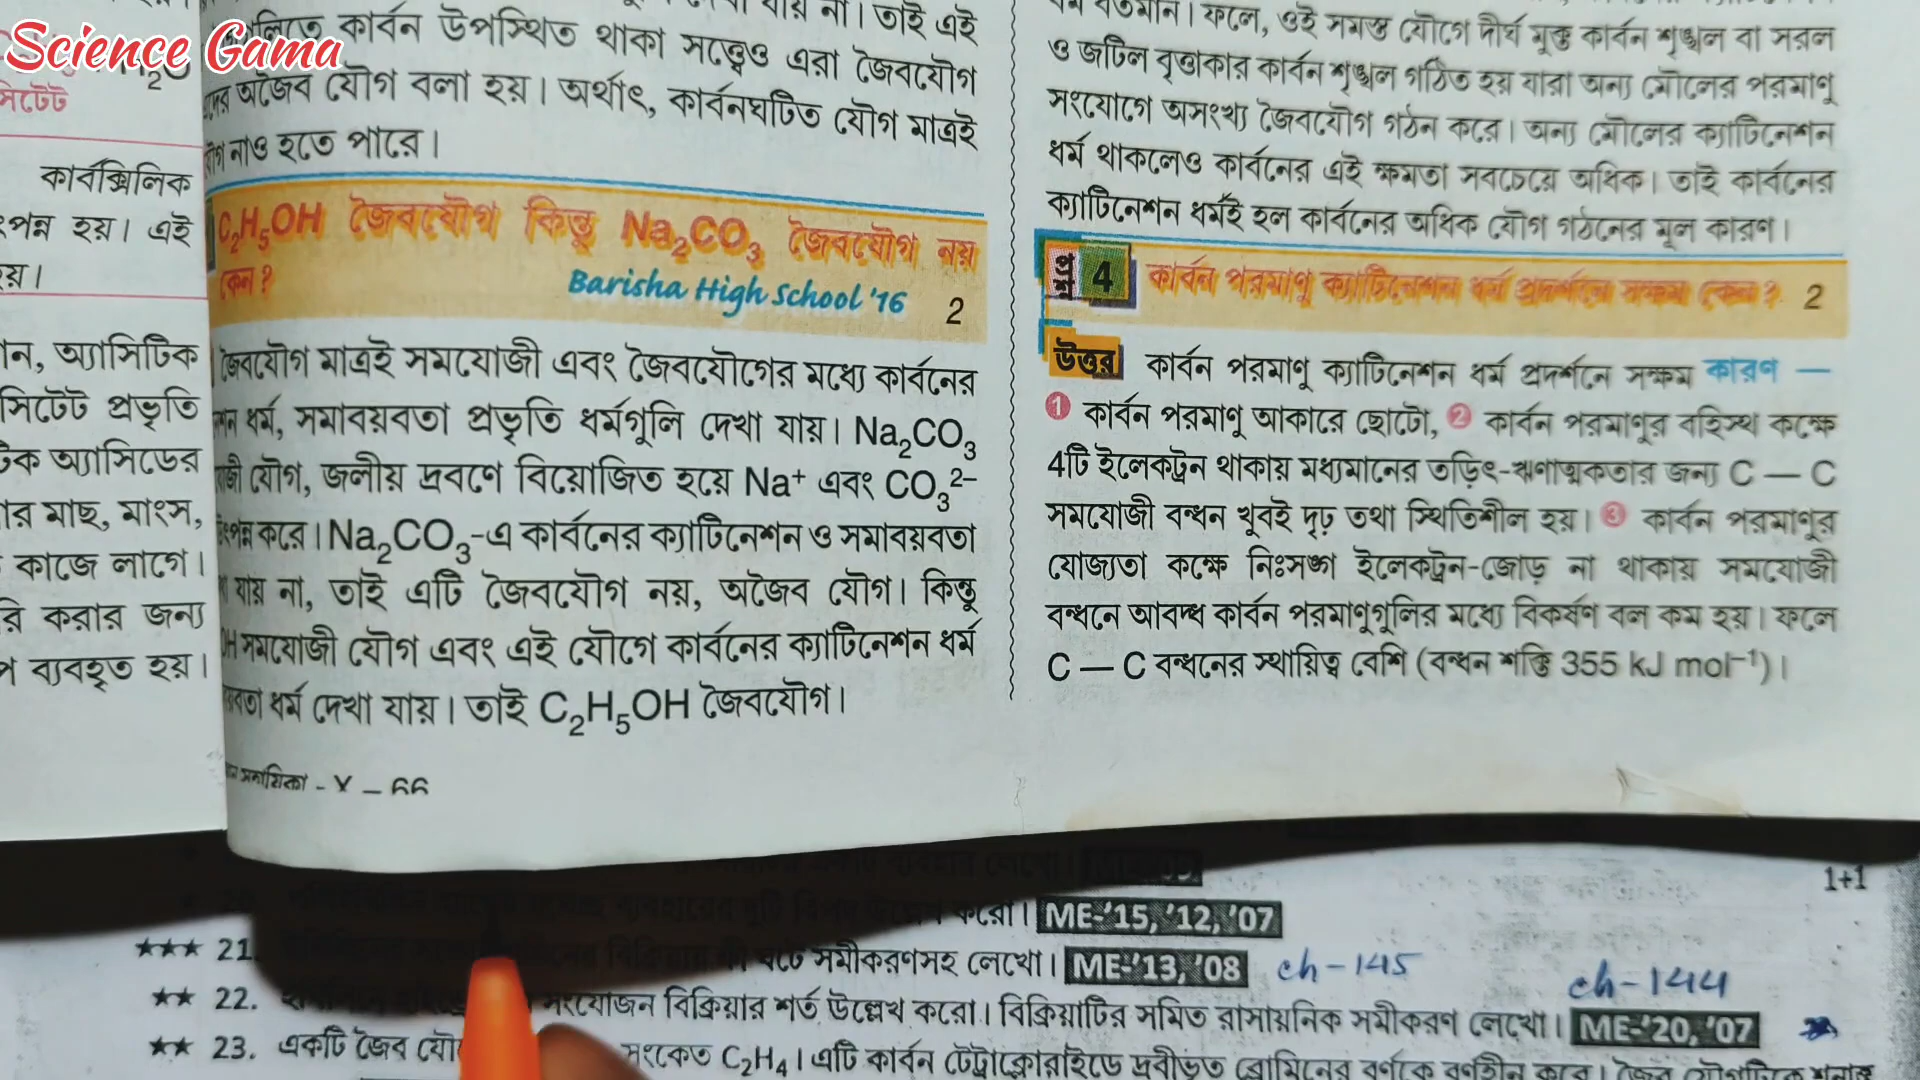 Science Gama
H₂O
সিটেট
কার্বক্সিলিক
হয়। এই
য়।
অ্যাসিটিক
সিটেট প্রভৃতি
অ্যাসিডের
মাছ, মাংস,
কাজে লাগে।
করার জন্য
ব্যবহৃত হয়।
যায় না। তাই এই
কার্বন উপস্থিত থাকা সত্ত্বেও এরা জৈবযৌগ
অজৈব যৌগ বলা হয়। অর্থাৎ, কার্বনঘটিত যৌগ মাত্রই
নাও হতে পারে।
C₂H₅OH জৈবযৌগ কিন্তু Na₂CO₃ জৈবযৌগ নয়
কেন? Barisha High School '16 2
জৈবযৌগ মাত্রই সমযোজী এবং জৈবযৌগের মধ্যে কার্বনের
ধর্ম, সমাবয়বতা প্রভৃতি ধর্মগুলি দেখা যায়। Na₂CO₃
যৌগ, জলীয় দ্রবণে বিয়োজিত হয়ে Na⁺ এবং CO₃²⁻
করে। Na₂CO₃-এ কার্বনের ক্যাটিনেশন ও সমাবয়বতা
যায় না, তাই এটি জৈবযৌগ নয়, অজৈব যৌগ। কিন্তু
সমযোজী যৌগ এবং এই যৌগে কার্বনের ক্যাটিনেশন ধর্ম
ধর্ম দেখা যায়। তাই C₂H₅OH জৈবযৌগ।
- X - 66
বর্তমান। ফলে, ওই সমস্ত যৌগে দীর্ঘ মুক্ত কার্বন শৃঙ্খল বা সরল
ও জটিল বৃত্তাকার কার্বন শৃঙ্খল গঠিত হয় যারা অন্য মৌলের পরমাণু
সংযোগে অসংখ্য জৈবযৌগ গঠন করে। অন্য মৌলের ক্যাটিনেশন
ধর্ম থাকলেও কার্বনের এই ক্ষমতা সবচেয়ে অধিক। তাই কার্বনের
ক্যাটিনেশন ধর্মই হল কার্বনের অধিক যৌগ গঠনের মূল কারণ।
প্রশ্ন 4 কার্বন পরমাণু ক্যাটিনেশন ধর্ম প্রদর্শনে সক্ষম কেন? 2
উত্তর কার্বন পরমাণু ক্যাটিনেশন ধর্ম প্রদর্শনে সক্ষম কারণ —
1 কার্বন পরমাণু আকারে ছোটো, 2 কার্বন পরমাণুর বহিস্থ কক্ষে
4টি ইলেকট্রন থাকায় মধ্যমানের তড়িৎ-ঋণাত্মকতার জন্য C — C
সমযোজী বন্ধন খুবই দৃঢ় তথা স্থিতিশীল হয়। 3 কার্বন পরমাণুর
যোজ্যতা কক্ষে নিঃসঙ্গ ইলেকট্রন-জোড় না থাকায় সমযোজী
বন্ধনে আবদ্ধ কার্বন পরমাণুগুলির মধ্যে বিকর্ষণ বল কম হয়। ফলে
C — C বন্ধনের স্থায়িত্ব বেশি (বন্ধন শক্তি 355 kJ mol⁻¹)।
1+1
করো। ME-'15, '12, '07
★★★ 21. সমীকরণসহ লেখো। ME-'13, '08 ch-145
ch-144
★★ 22. সংযোজন বিক্রিয়ার শর্ত উল্লেখ করো। বিক্রিয়াটির সমিত রাসায়নিক সমীকরণ লেখো। ME-'20, '07
★★ 23. একটি জৈব সংকেত C₂H₄। এটি কার্বন টেট্রাক্লোরাইডে দ্রবীভূত ব্রোমিনের বর্ণকে বর্ণহীন করে।